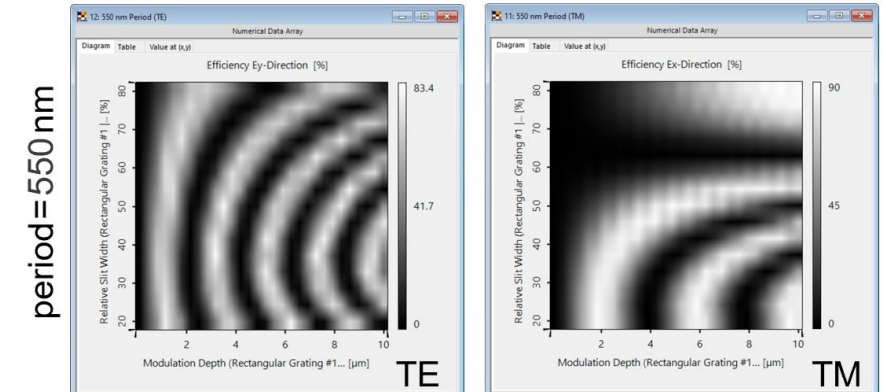 period = 550 nm
12: 550 nm Period (TE)
Numerical Data Array
Diagram Table Value at (x,y)
Efficiency Ey-Direction [%]
Relative Slit Width (Rectangular Grating #1 |... [%]
80
70
60
50
40
30
20
2 4 6 8 10
Modulation Depth (Rectangular Grating #1... [µm]
83.4
41.7
0
TE
11: 550 nm Period (TM)
Numerical Data Array
Diagram Table Value at (x,y)
Efficiency Ex-Direction [%]
Relative Slit Width (Rectangular Grating #1 |... [%]
80
70
60
50
40
30
20
2 4 6 8 10
Modulation Depth (Rectangular Grating #1... [µm]
90
45
0
TM